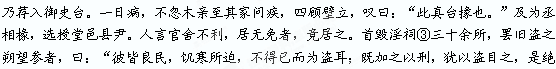 乃荐入御史台。一日病，不忽木亲至其家问疾，四顾壁立，叹曰：“此真台掾也。”及为丞
相掾，选授堂邑县尹。人言官舍不利，居无免者，竟居之。首毁淫祠③三十余所，罢旧盗之
朔望参者，曰：“彼皆良民，饥寒所迫，不得已而为盗耳；既加之以刑，犹以盗目之，是绝